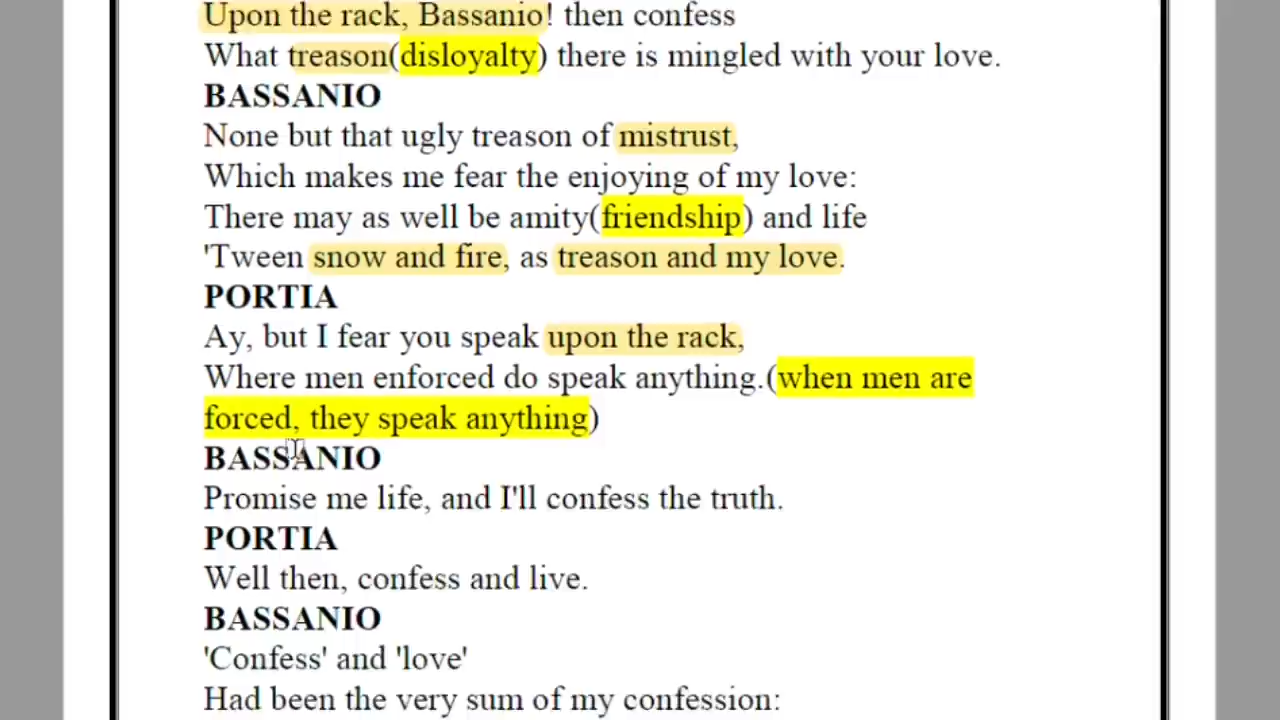 Upon the rack, Bassanio! then confess
What treason(disloyalty) there is mingled with your love.
BASSANIO
None but that ugly treason of mistrust,
Which makes me fear the enjoying of my love:
There may as well be amity(friendship) and life
'Tween snow and fire, as treason and my love.
PORTIA
Ay, but I fear you speak upon the rack,
Where men enforced do speak anything.(when men are
forced, they speak anything)
BASSANIO
Promise me life, and I'll confess the truth.
PORTIA
Well then, confess and live.
BASSANIO
'Confess' and 'love'
Had been the very sum of my confession: